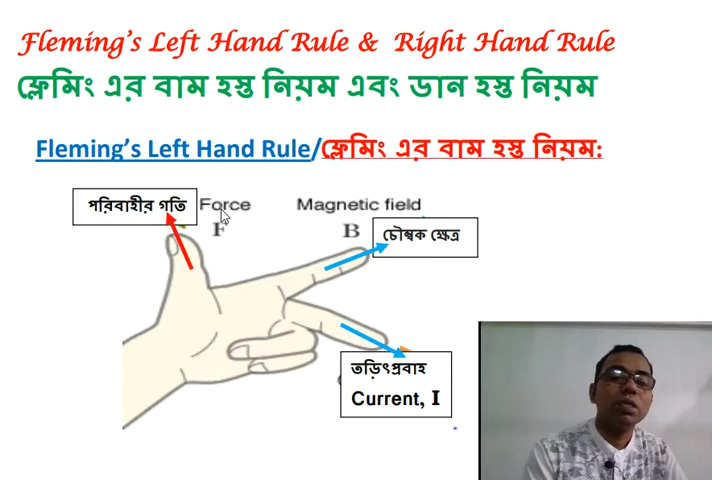 Fleming's Left Hand Rule & Right Hand Rule
ফ্লেমিং এর বাম হস্ত নিয়ম এবং ডান হস্ত নিয়ম
Fleming's Left Hand Rule/ফ্লেমিং এর বাম হস্ত নিয়ম:
পরিবাহীর গতি Force Magnetic field
F B
চৌম্বক ক্ষেত্র
তড়িৎপ্রবাহ
Current, I